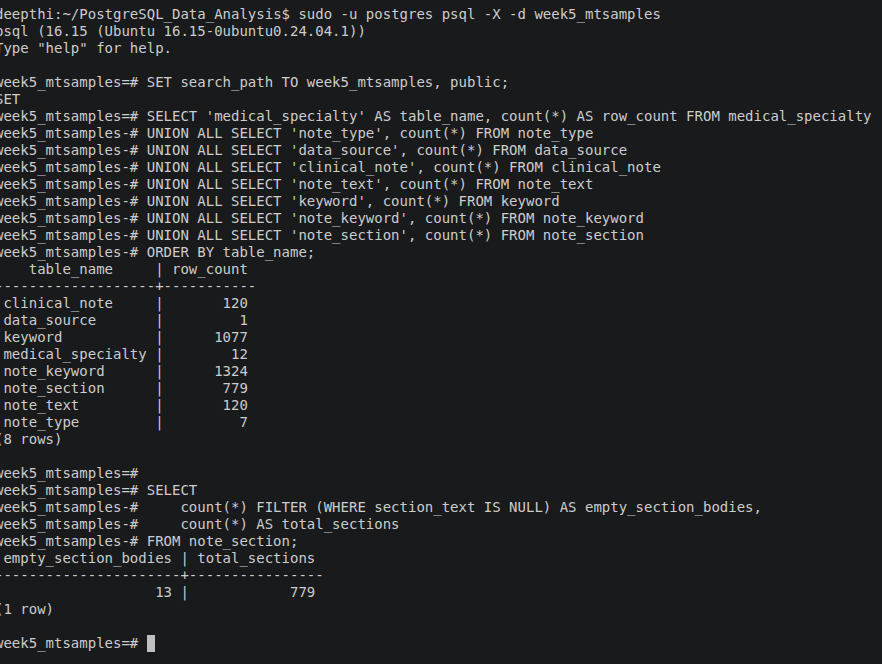 deepthi:~/PostgreSQL_Data_Analysis$ sudo -u postgres psql -X -d week5_mtsamples
psql (16.15 (Ubuntu 16.15-0ubuntu0.24.04.1))
Type "help" for help.

week5_mtsamples=# SET search_path TO week5_mtsamples, public;
SET
week5_mtsamples=# SELECT 'medical_specialty' AS table_name, count(*) AS row_count FROM medical_specialty
week5_mtsamples-# UNION ALL SELECT 'note_type', count(*) FROM note_type
week5_mtsamples-# UNION ALL SELECT 'data_source', count(*) FROM data_source
week5_mtsamples-# UNION ALL SELECT 'clinical_note', count(*) FROM clinical_note
week5_mtsamples-# UNION ALL SELECT 'note_text', count(*) FROM note_text
week5_mtsamples-# UNION ALL SELECT 'keyword', count(*) FROM keyword
week5_mtsamples-# UNION ALL SELECT 'note_keyword', count(*) FROM note_keyword
week5_mtsamples-# UNION ALL SELECT 'note_section', count(*) FROM note_section
week5_mtsamples-# ORDER BY table_name;
    table_name     | row_count
-------------------+-----------
 clinical_note     |       120
 data_source       |         1
 keyword           |      1077
 medical_specialty |        12
 note_keyword      |      1324
 note_section      |       779
 note_text         |       120
 note_type         |         7
(8 rows)

week5_mtsamples=#
week5_mtsamples=# SELECT
week5_mtsamples-#     count(*) FILTER (WHERE section_text IS NULL) AS empty_section_bodies,
week5_mtsamples-#     count(*) AS total_sections
week5_mtsamples-# FROM note_section;
 empty_section_bodies | total_sections
----------------------+----------------
                   13 |            779
(1 row)

week5_mtsamples=#